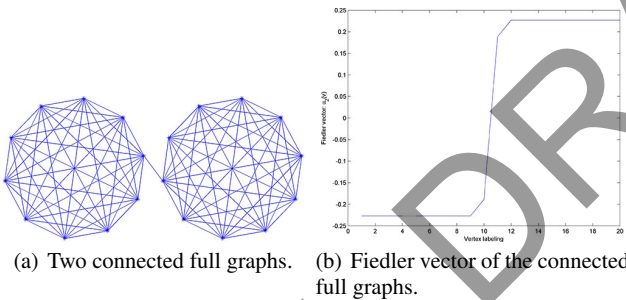 0.25
0.2
0.15
0.1
0.05
0
-0.05
-0.1
-0.15
-0.2
-0.25
Fiedler vector: u₂(v)
0 2 4 6 8 10 12 14 16 18 20
Vertex labeling
(a) Two connected full graphs.
(b) Fiedler vector of the connected
full graphs.
DR